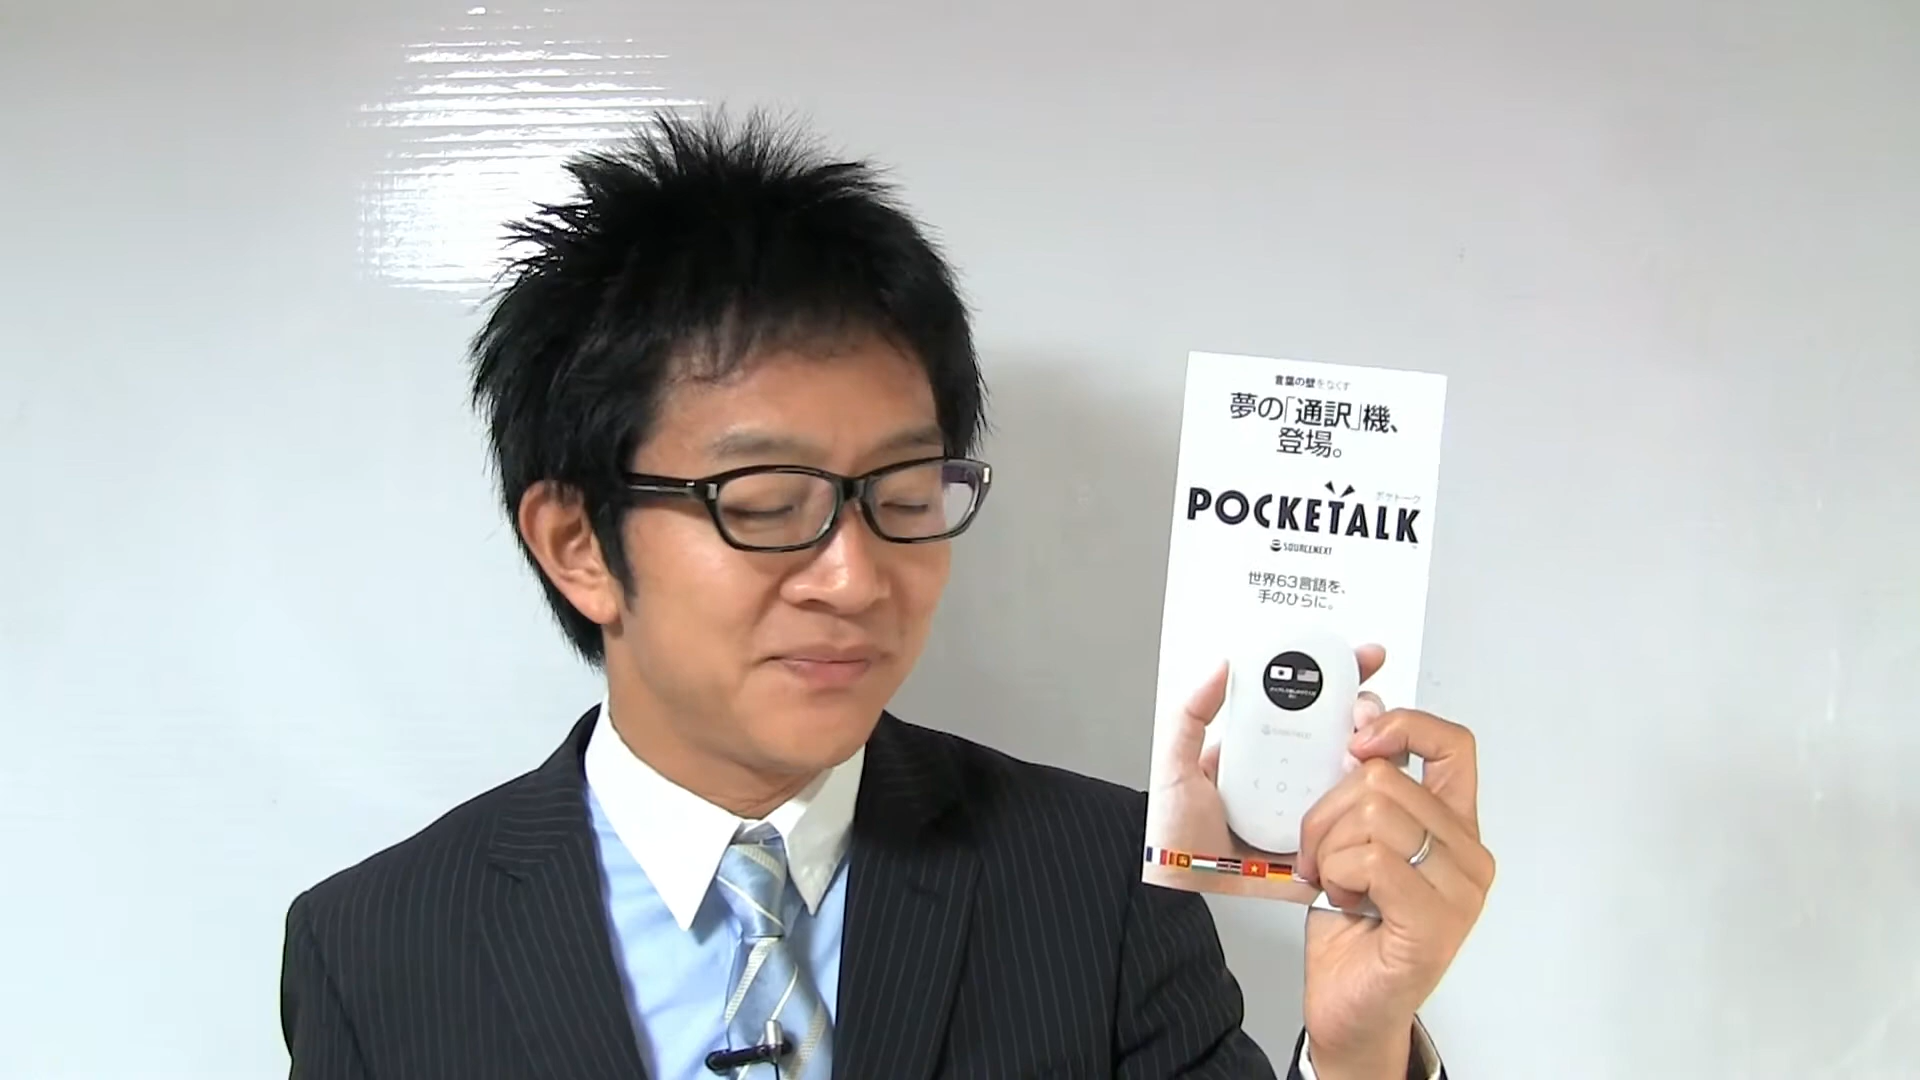 言葉の壁をなくす
夢の「通訳」機、
登場。
ポケトーク
POCKETALK
SOURCENEXT
世界63言語を、
手のひらに。
SOURCENEXT